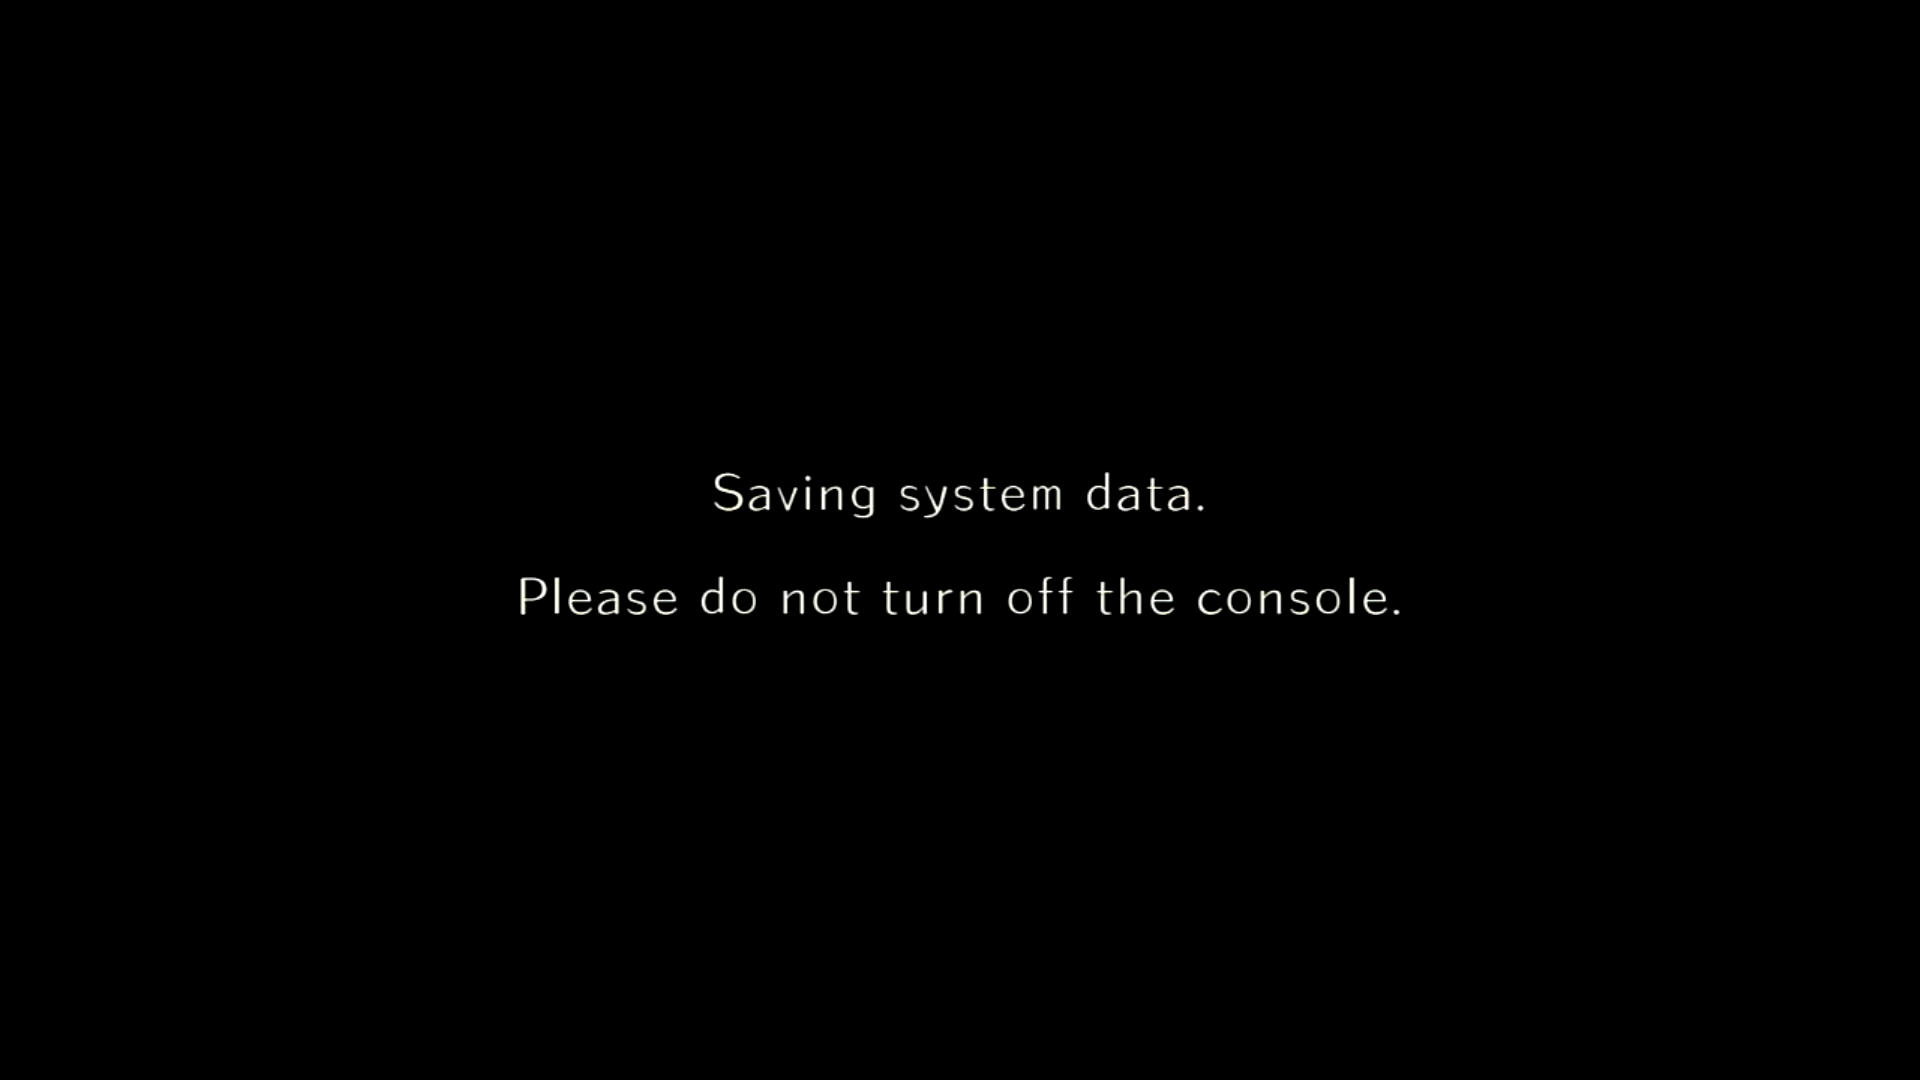 Saving system data.
Please do not turn off the console.